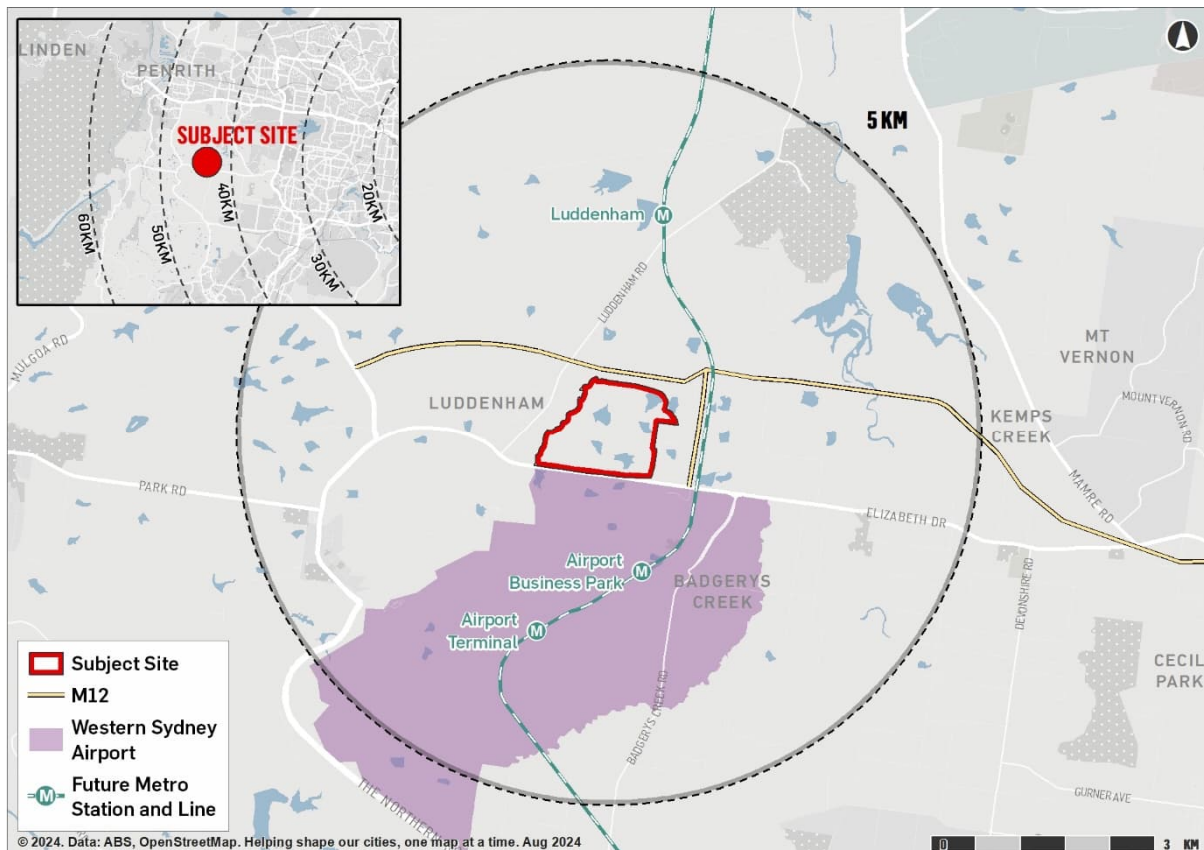 LINDEN
PENRITH
SUBJECT SITE
60KM
50KM
40KM
30KM
20KM
5 KM
Luddenham
M
LUDDENHAM RD
MULGOA RD
MT
VERNON
MOUNT VERNON RD
LUDDENHAM
KEMPS
CREEK
MAMRE RD
PARK RD
ELIZABETH DR
Airport
Business Park
M
BADGERYS
CREEK
DEVONSHIRE RD
Airport
Terminal
M
CECIL
PARK
BADGERYS CREEK RD
THE NORTHERN
GURNER AVE
Subject Site
M12
Western Sydney
Airport
M
Future Metro
Station and Line
© 2024. Data: ABS, OpenStreetMap. Helping shape our cities, one map at a time. Aug 2024
0 3 KM